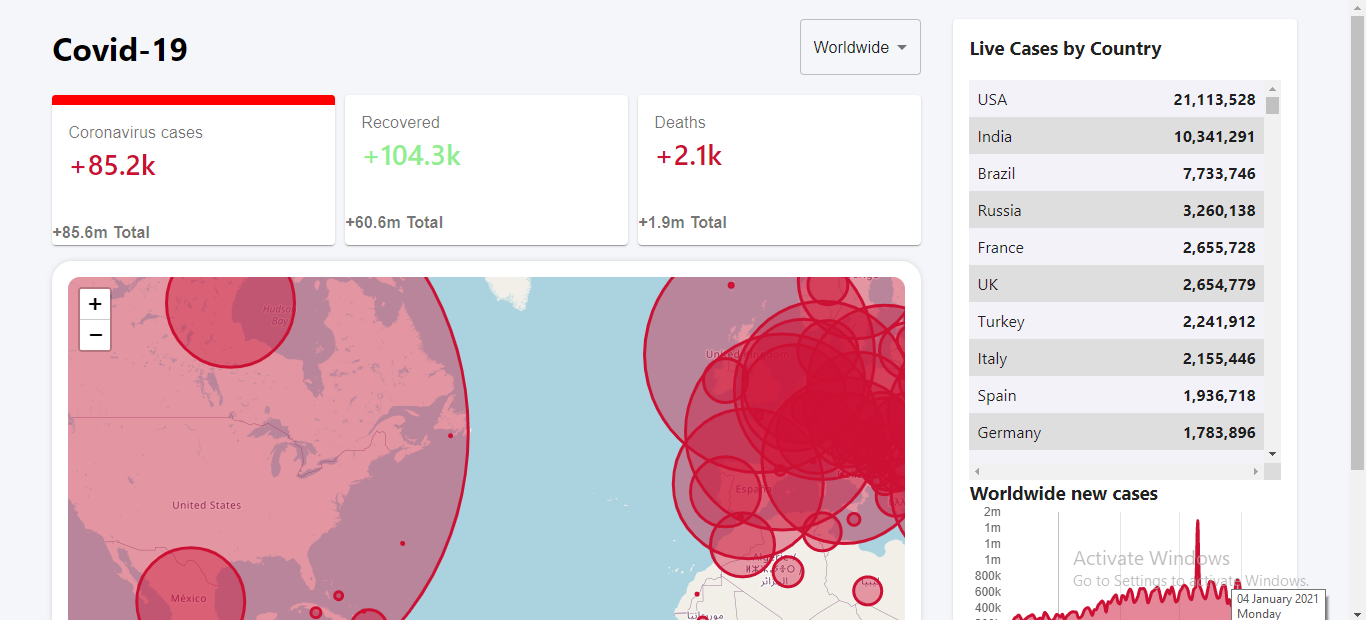 Covid-19
Worldwide
Coronavirus cases
+85.2k
+85.6m Total
Recovered
+104.3k
+60.6m Total
Deaths
+2.1k
+1.9m Total
+
−
Hudson
Bay
United States
México
United Kingdom
España
Algérie /
الجزائر
ليبيا
موريتانيا
Live Cases by Country
USA 21,113,528
India 10,341,291
Brazil 7,733,746
Russia 3,260,138
France 2,655,728
UK 2,654,779
Turkey 2,241,912
Italy 2,155,446
Spain 1,936,718
Germany 1,783,896
Worldwide new cases
2m
1m
1m
1m
800k
600k
400k
Activate Windows
Go to Settings to activate Windows.
04 January 2021
Monday